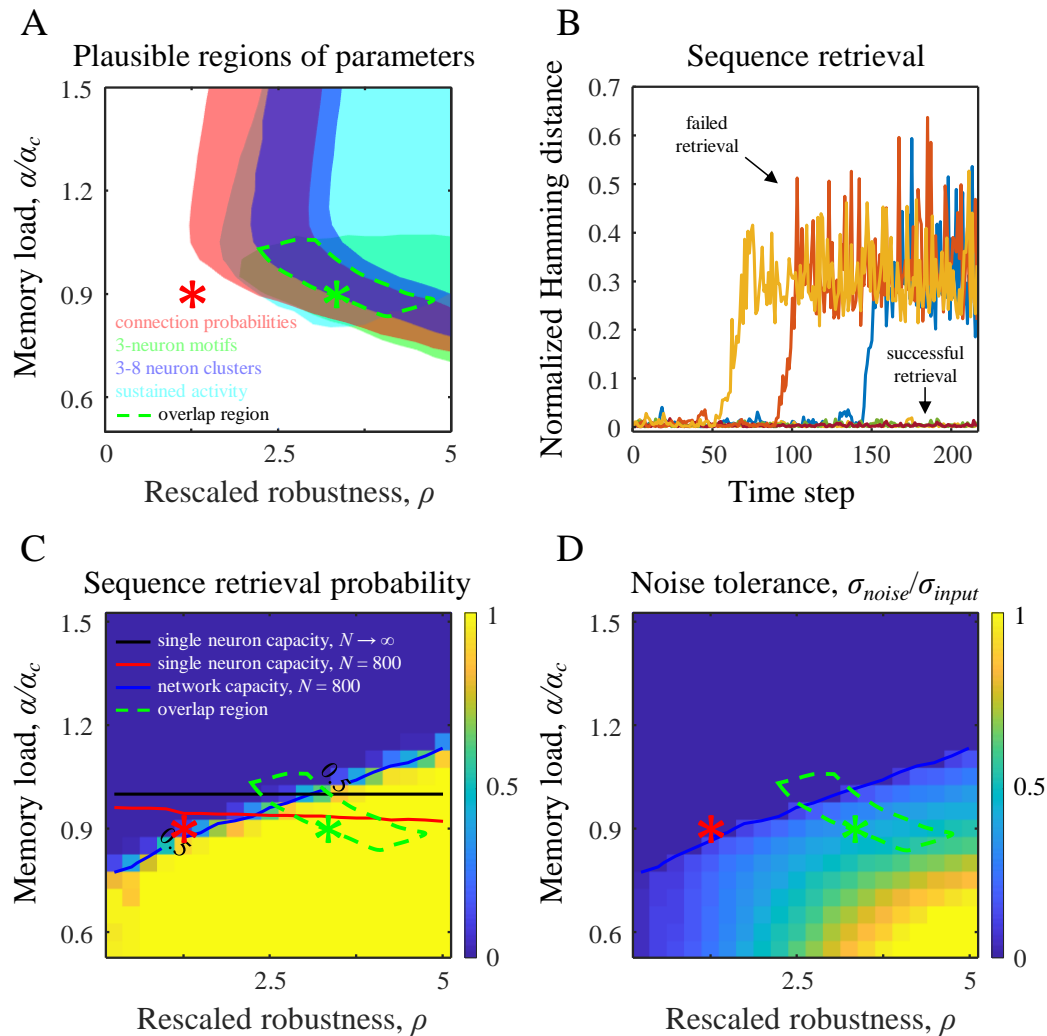 A
Plausible regions of parameters
1.5
1.2
0.9
0.6
Memory load, α/αc
connection probabilities
3-neuron motifs
3-8 neuron clusters
sustained activity
overlap region
0
2.5
5
Rescaled robustness, ρ
B
Sequence retrieval
0.7
0.6
0.5
0.4
0.3
0.2
0.1
0
Normalized Hamming distance
failed
retrieval
successful
retrieval
0
50
100
150
200
Time step
C
Sequence retrieval probability
1.5
1.2
0.9
0.6
Memory load, α/αc
single neuron capacity, N → ∞
single neuron capacity, N = 800
network capacity, N = 800
overlap region
0.5
0.5
2.5
5
Rescaled robustness, ρ
1
0.5
0
D
Noise tolerance, σnoise/σinput
1.5
1.2
0.9
0.6
Memory load, α/αc
2.5
5
Rescaled robustness, ρ
1
0.5
0